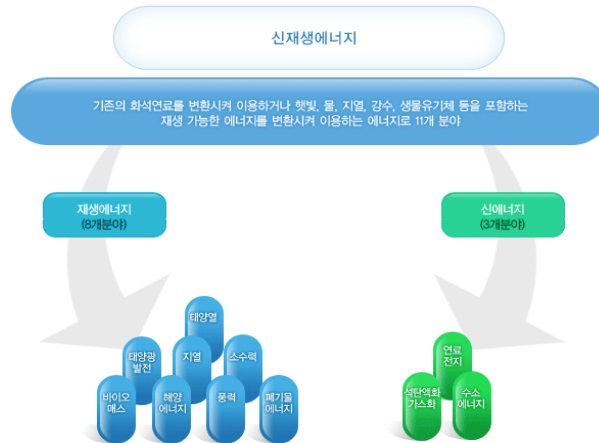 신재생에너지
기존의 화석연료를 변환시켜 이용하거나 햇빛, 물, 지열, 강수, 생물유기체 등을 포함하는
재생 가능한 에너지를 변환시켜 이용하는 에너지로 11개 분야
재생에너지
(8개분야)
신에너지
(3개분야)
태양열
태양광
발전
지열
소수력
바이오
매스
해양
에너지
풍력
폐기물
에너지
연료
전지
석탄액화
가스화
수소
에너지